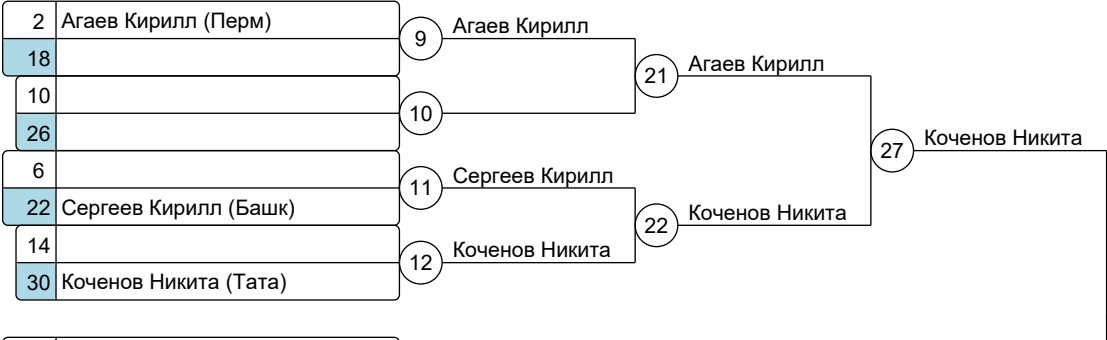 2 Агаев Кирилл (Перм)
18
9 Агаев Кирилл
10
26
10
21 Агаев Кирилл
6
22 Сергеев Кирилл (Башк)
11 Сергеев Кирилл
14
30 Коченов Никита (Тата)
12 Коченов Никита
22 Коченов Никита
27 Коченов Никита